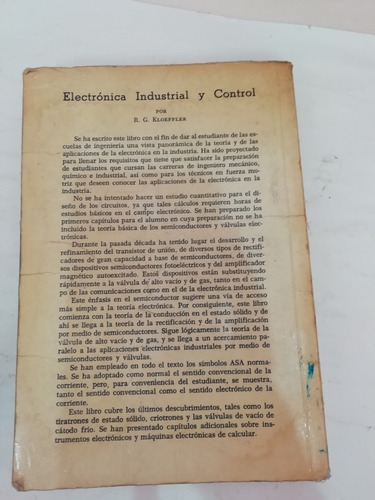 Electrónica Industrial y Control
POR
R. G. KLOEFFLER
Se ha escrito este libro con el fin de dar al estudiante de las es-
cuelas de ingeniería una vista panorámica de la teoría y de las
aplicaciones de la electrónica en la industria. Ha sido proyectado
para llenar los requisitos que tiene que satisfacer la preparación
de estudiantes que cursan las carreras de ingeniero mecánico,
químico e industrial, así como para los técnicos en fuerza mo-
triz que deseen conocer las aplicaciones de la electrónica en la
industria.
No se ha intentado hacer un estudio cuantitativo para el di-
seño de los circuitos, ya que tales cálculos requieren horas de
estudios básicos en el campo electrónico. Se han preparado los
primeros capítulos para el alumno en cuya preparación no se ha
incluido la teoría básica de los semiconductores y válvulas elec-
trónicas.
Durante la pasada década ha tenido lugar el desarrollo y el
refinamiento del transistor de unión, de diversos tipos de rectifi-
cadores de gran capacidad a base de semiconductores, de diver-
sos dispositivos semiconductores fotoeléctricos y del amplificador
magnético autoexcitado. Estos dispositivos están substituyendo
rápidamente a la válvula de alto vacío y de gas, tanto en el cam-
po de las comunicaciones como en el de la electrónica industrial.
Este énfasis en el semiconductor sugiere una vía de acceso
más simple a la teoría electrónica. Por consiguiente, este libro
comienza con la teoría de la conducción en el estado sólido y de
ahí se llega a la teoría de la rectificación y de la amplificación
por medio de semiconductores. Sigue lógicamente la teoría de la
válvula de alto vacío y de gas, y se llega a un acercamiento pa-
ralelo a las aplicaciones electrónicas industriales por medio de
semiconductores y válvulas.
Se han empleado en todo el texto los símbolos ASA norma-
les. Se ha adoptado como normal el sentido convencional de la
corriente, pero, para conveniencia del estudiante, se muestra,
tanto el sentido convencional como el sentido electrónico de la
corriente.
Este libro cubre los últimos descubrimientos, tales como los
tiratrones de estado sólido, criotrones y las válvulas de vacío de
cátodo frío. Se han presentado capítulos adicionales sobre ins-
trumentos electrónicos y máquinas electrónicas de calcular.